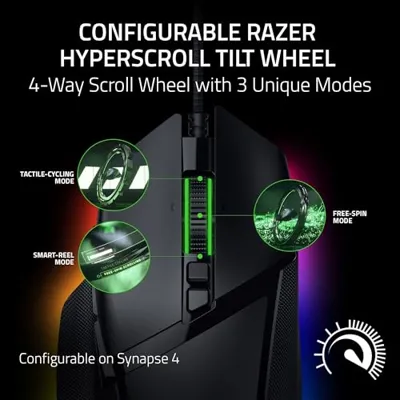 CONFIGURABLE RAZER
HYPERSCROLL TILT WHEEL
4-Way Scroll Wheel with 3 Unique Modes
TACTILE-CYCLING
MODE
FREE-SPIN
MODE
SMART-REEL
MODE
Configurable on Synapse 4